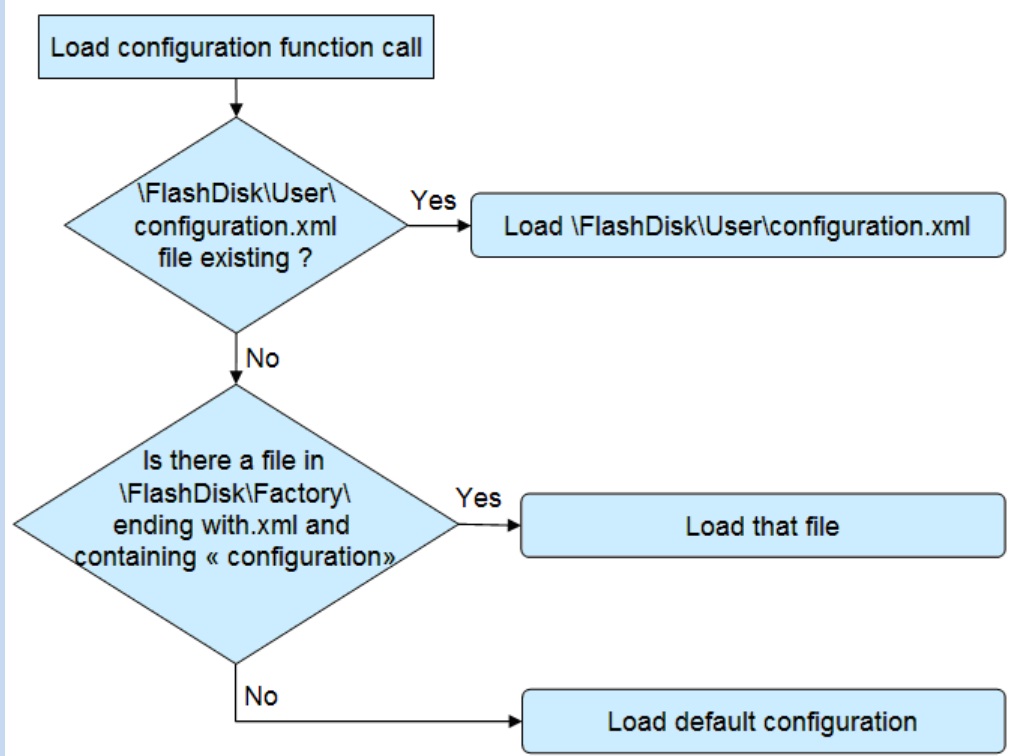 Load configuration function call
\FlashDisk\User\
configuration.xml
file existing ?
Yes
Load \FlashDisk\User\configuration.xml
No
Is there a file in
\FlashDisk\Factory\
ending with.xml and
containing « configuration»
Yes
Load that file
No
Load default configuration